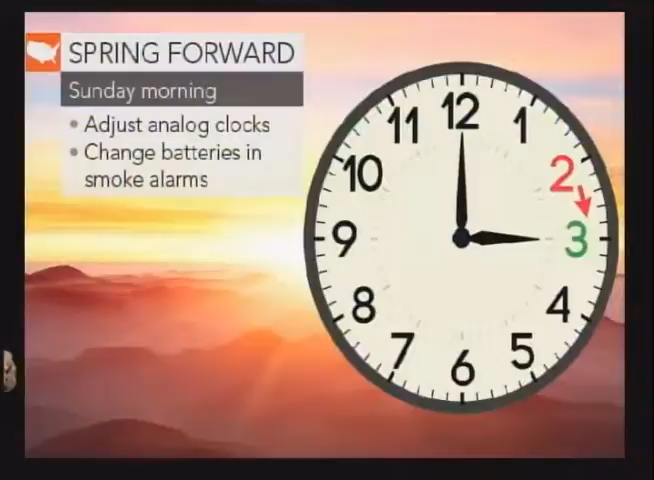 SPRING FORWARD
Sunday morning
• Adjust analog clocks
• Change batteries in
smoke alarms
12
1
2
3
4
5
6
7
8
9
10
11